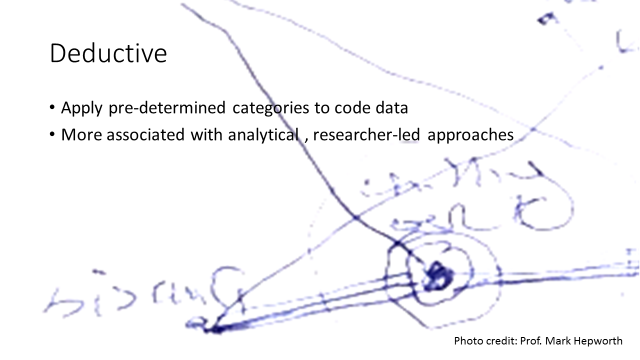 Deductive
• Apply pre-determined categories to code data
• More associated with analytical , researcher-led approaches
Photo credit: Prof. Mark Hepworth